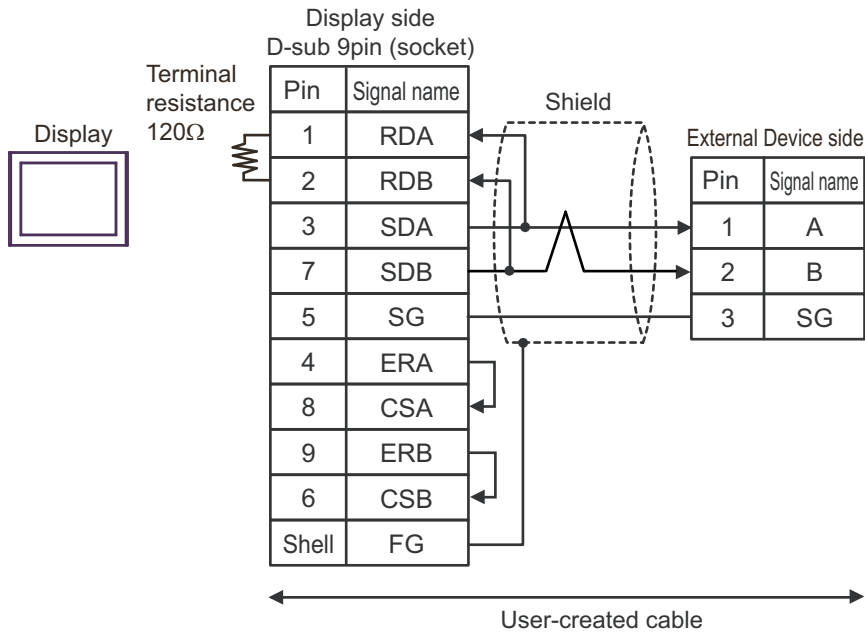 Display side
D-sub 9pin (socket)
Terminal
resistance
120Ω
Display
Shield
External Device side
Pin Signal name
1 RDA
2 RDB
3 SDA
7 SDB
5 SG
4 ERA
8 CSA
9 ERB
6 CSB
Shell FG
Pin Signal name
1 A
2 B
3 SG
User-created cable